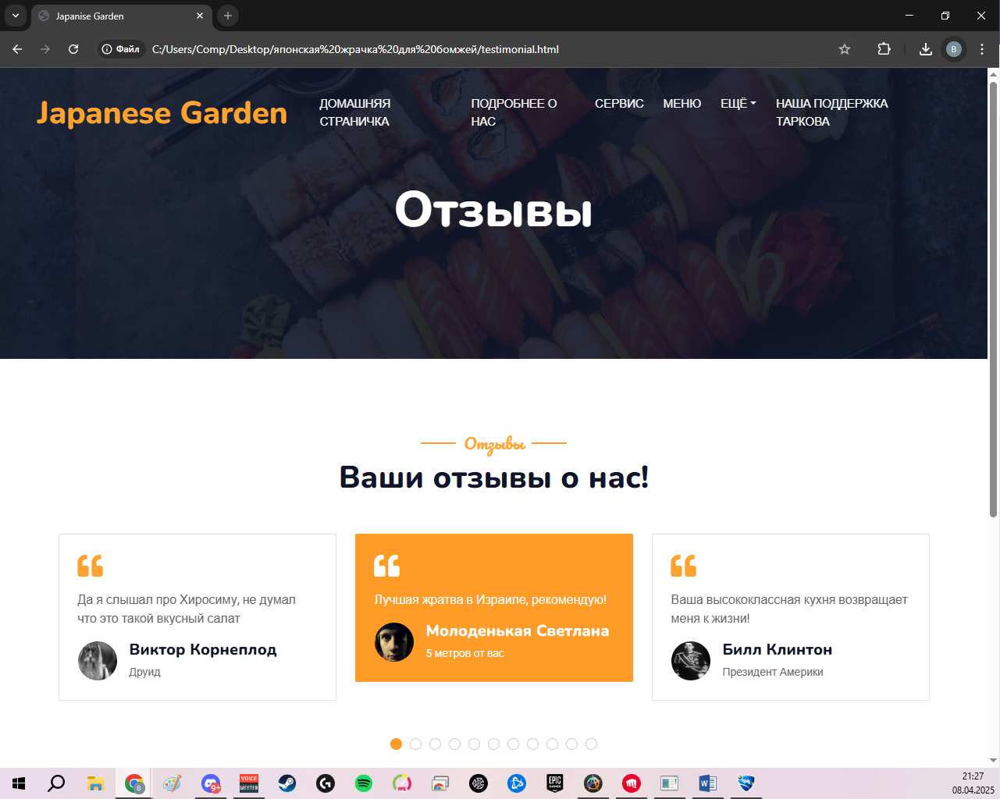 Japanise Garden
Файл
C:/Users/Comp/Desktop/японская%20жрачка%20для%20бомжей/testimonial.html
B
Japanese Garden
ДОМАШНЯЯ СТРАНИЧКА
ПОДРОБНЕЕ О НАС
СЕРВИС
МЕНЮ
ЕЩЁ
НАША ПОДДЕРЖКА ТАРКОВА
Отзывы
Отзывы
Ваши отзывы о нас!
Да я слышал про Хиросиму, не думал
что это такой вкусный салат
Виктор Корнеплод
Друид
Лучшая жратва в Израиле, рекомендую!
Молоденькая Светлана
5 метров от вас
Ваша высококлассная кухня возвращает
меня к жизни!
Билл Клинтон
Президент Америки
B
9+
VOICE
MEETER
EPIC
GAMES
W
21:27
08.04.2025